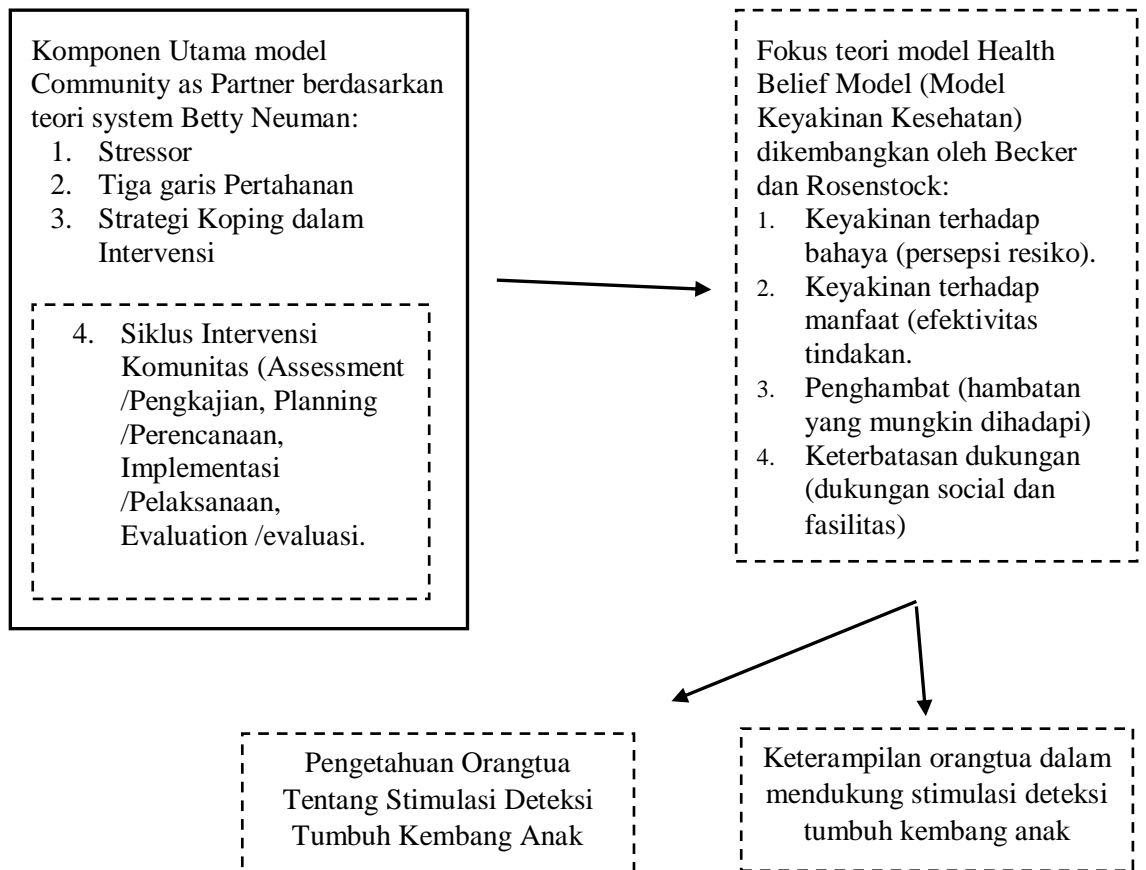 Komponen Utama model
Community as Partner berdasarkan
teori system Betty Neuman:
1. Stressor
2. Tiga garis Pertahanan
3. Strategi Koping dalam
Intervensi
4. Siklus Intervensi
Komunitas (Assessment
/Pengkajian, Planning
/Perencanaan,
Implementasi
/Pelaksanaan,
Evaluation /evaluasi.
Fokus teori model Health
Belief Model (Model
Keyakinan Kesehatan)
dikembangkan oleh Becker
dan Rosenstock:
1. Keyakinan terhadap
bahaya (persepsi resiko).
2. Keyakinan terhadap
manfaat (efektivitas
tindakan.
3. Penghambat (hambatan
yang mungkin dihadapi)
4. Keterbatasan dukungan
(dukungan social dan
fasilitas)
Pengetahuan Orangtua
Tentang Stimulasi Deteksi
Tumbuh Kembang Anak
Keterampilan orangtua dalam
mendukung stimulasi deteksi
tumbuh kembang anak